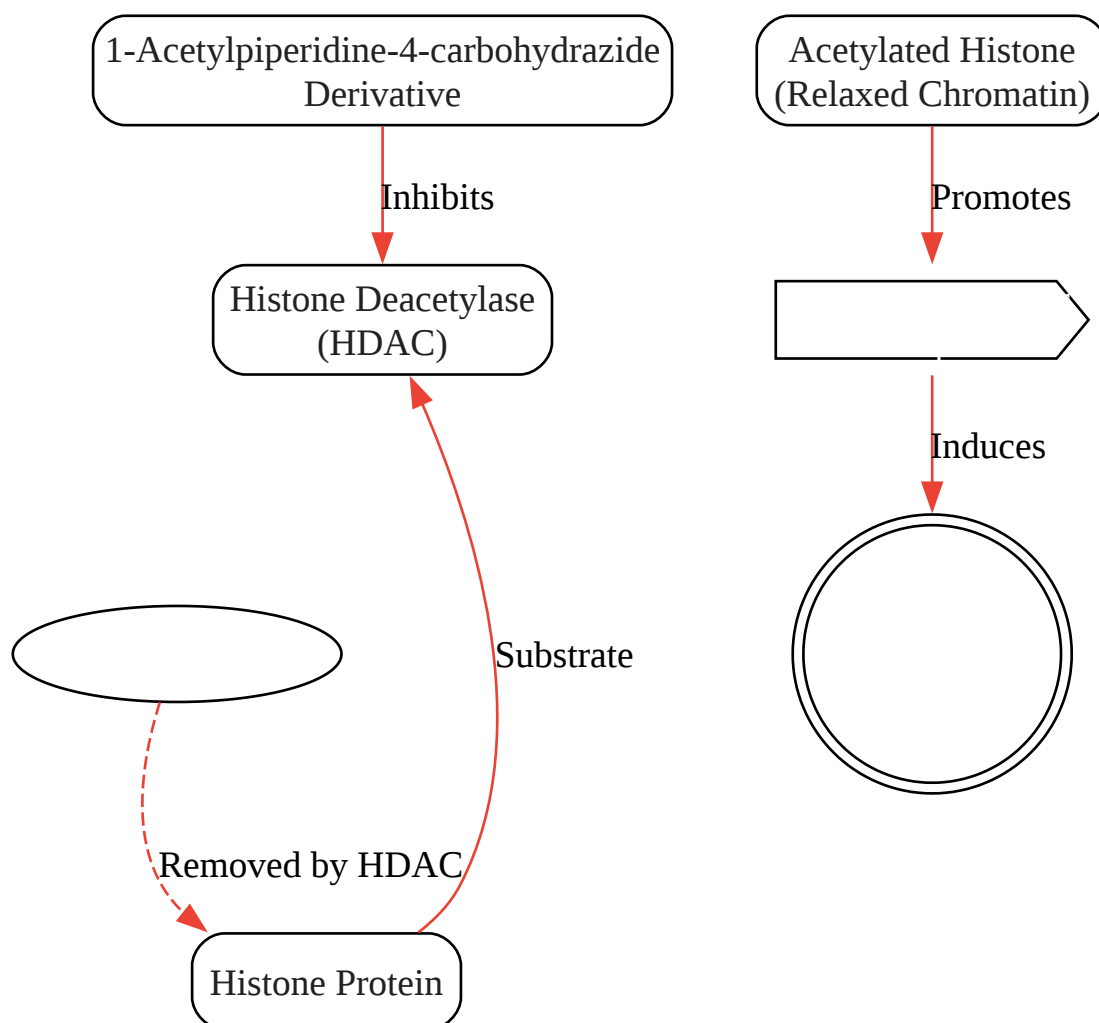 1-Acetylpiperidine-4-carbohydrazide
Derivative
Acetylated Histone
(Relaxed Chromatin)
Inhibits
Promotes
Histone Deacetylase
(HDAC)
Induces
Substrate
Removed by HDAC
Histone Protein